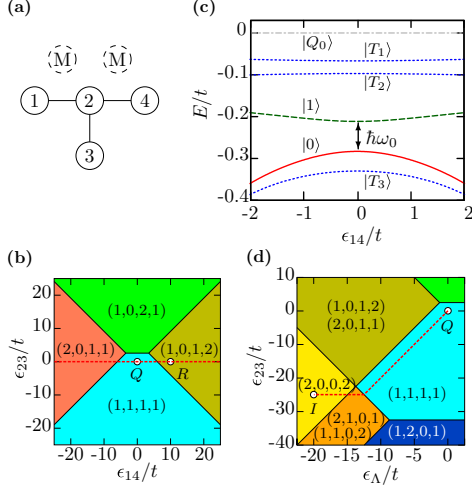 (a)
M M
1 2 4
3
(c)
E/t
0
-0.1
-0.2
-0.3
-0.4
|Q₀⟩
|T₁⟩
|T₂⟩
|1⟩
|0⟩
ℏω₀
|T₃⟩
-2 -1 0 1 2
ϵ₁₄/t
(b)
ϵ₂₃/t
20
10
0
-10
-20
(1,0,2,1)
(2,0,1,1)
(1,0,1,2)
Q R
(1,1,1,1)
-20 -10 0 10 20
ϵ₁₄/t
(d)
ϵ₂₃/t
10
0
-10
-20
-30
-40
(1,0,1,2)
(2,0,1,1)
Q
(2,0,0,2)
(1,1,1,1)
I
(2,1,0,1)
(1,1,0,2)
(1,2,0,1)
-20 -15 -10 -5 0
ϵ_Λ/t